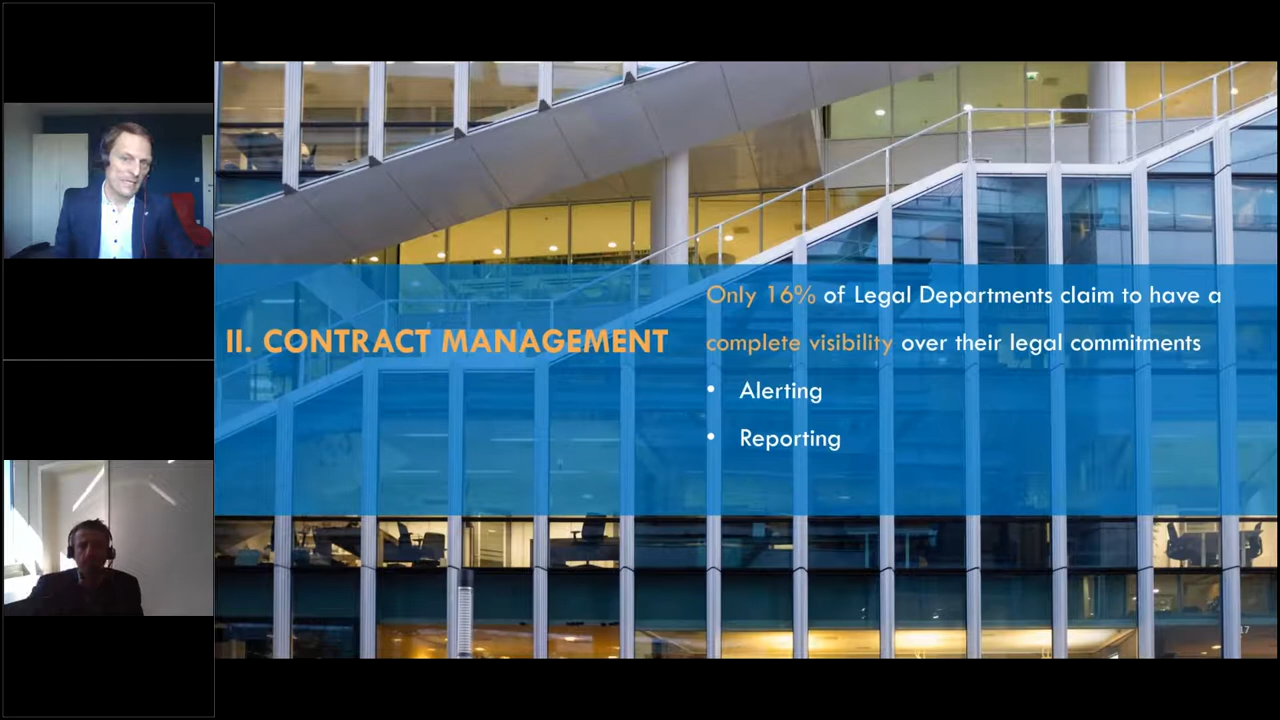 II. CONTRACT MANAGEMENT
Only 16% of Legal Departments claim to have a
complete visibility over their legal commitments
• Alerting
• Reporting
17